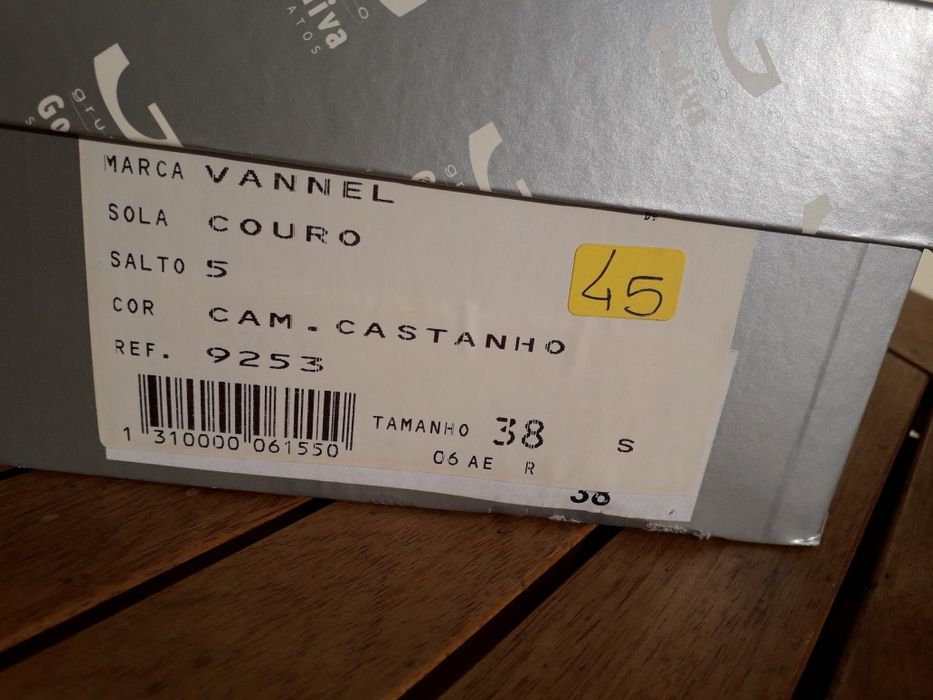 Godiva
MARCA VANNEL
SOLA COURO
SALTO 5
45
COR CAM. CASTANHO
REF. 9253
1 310000 061550
TAMANHO 38 S
06 AE R
38